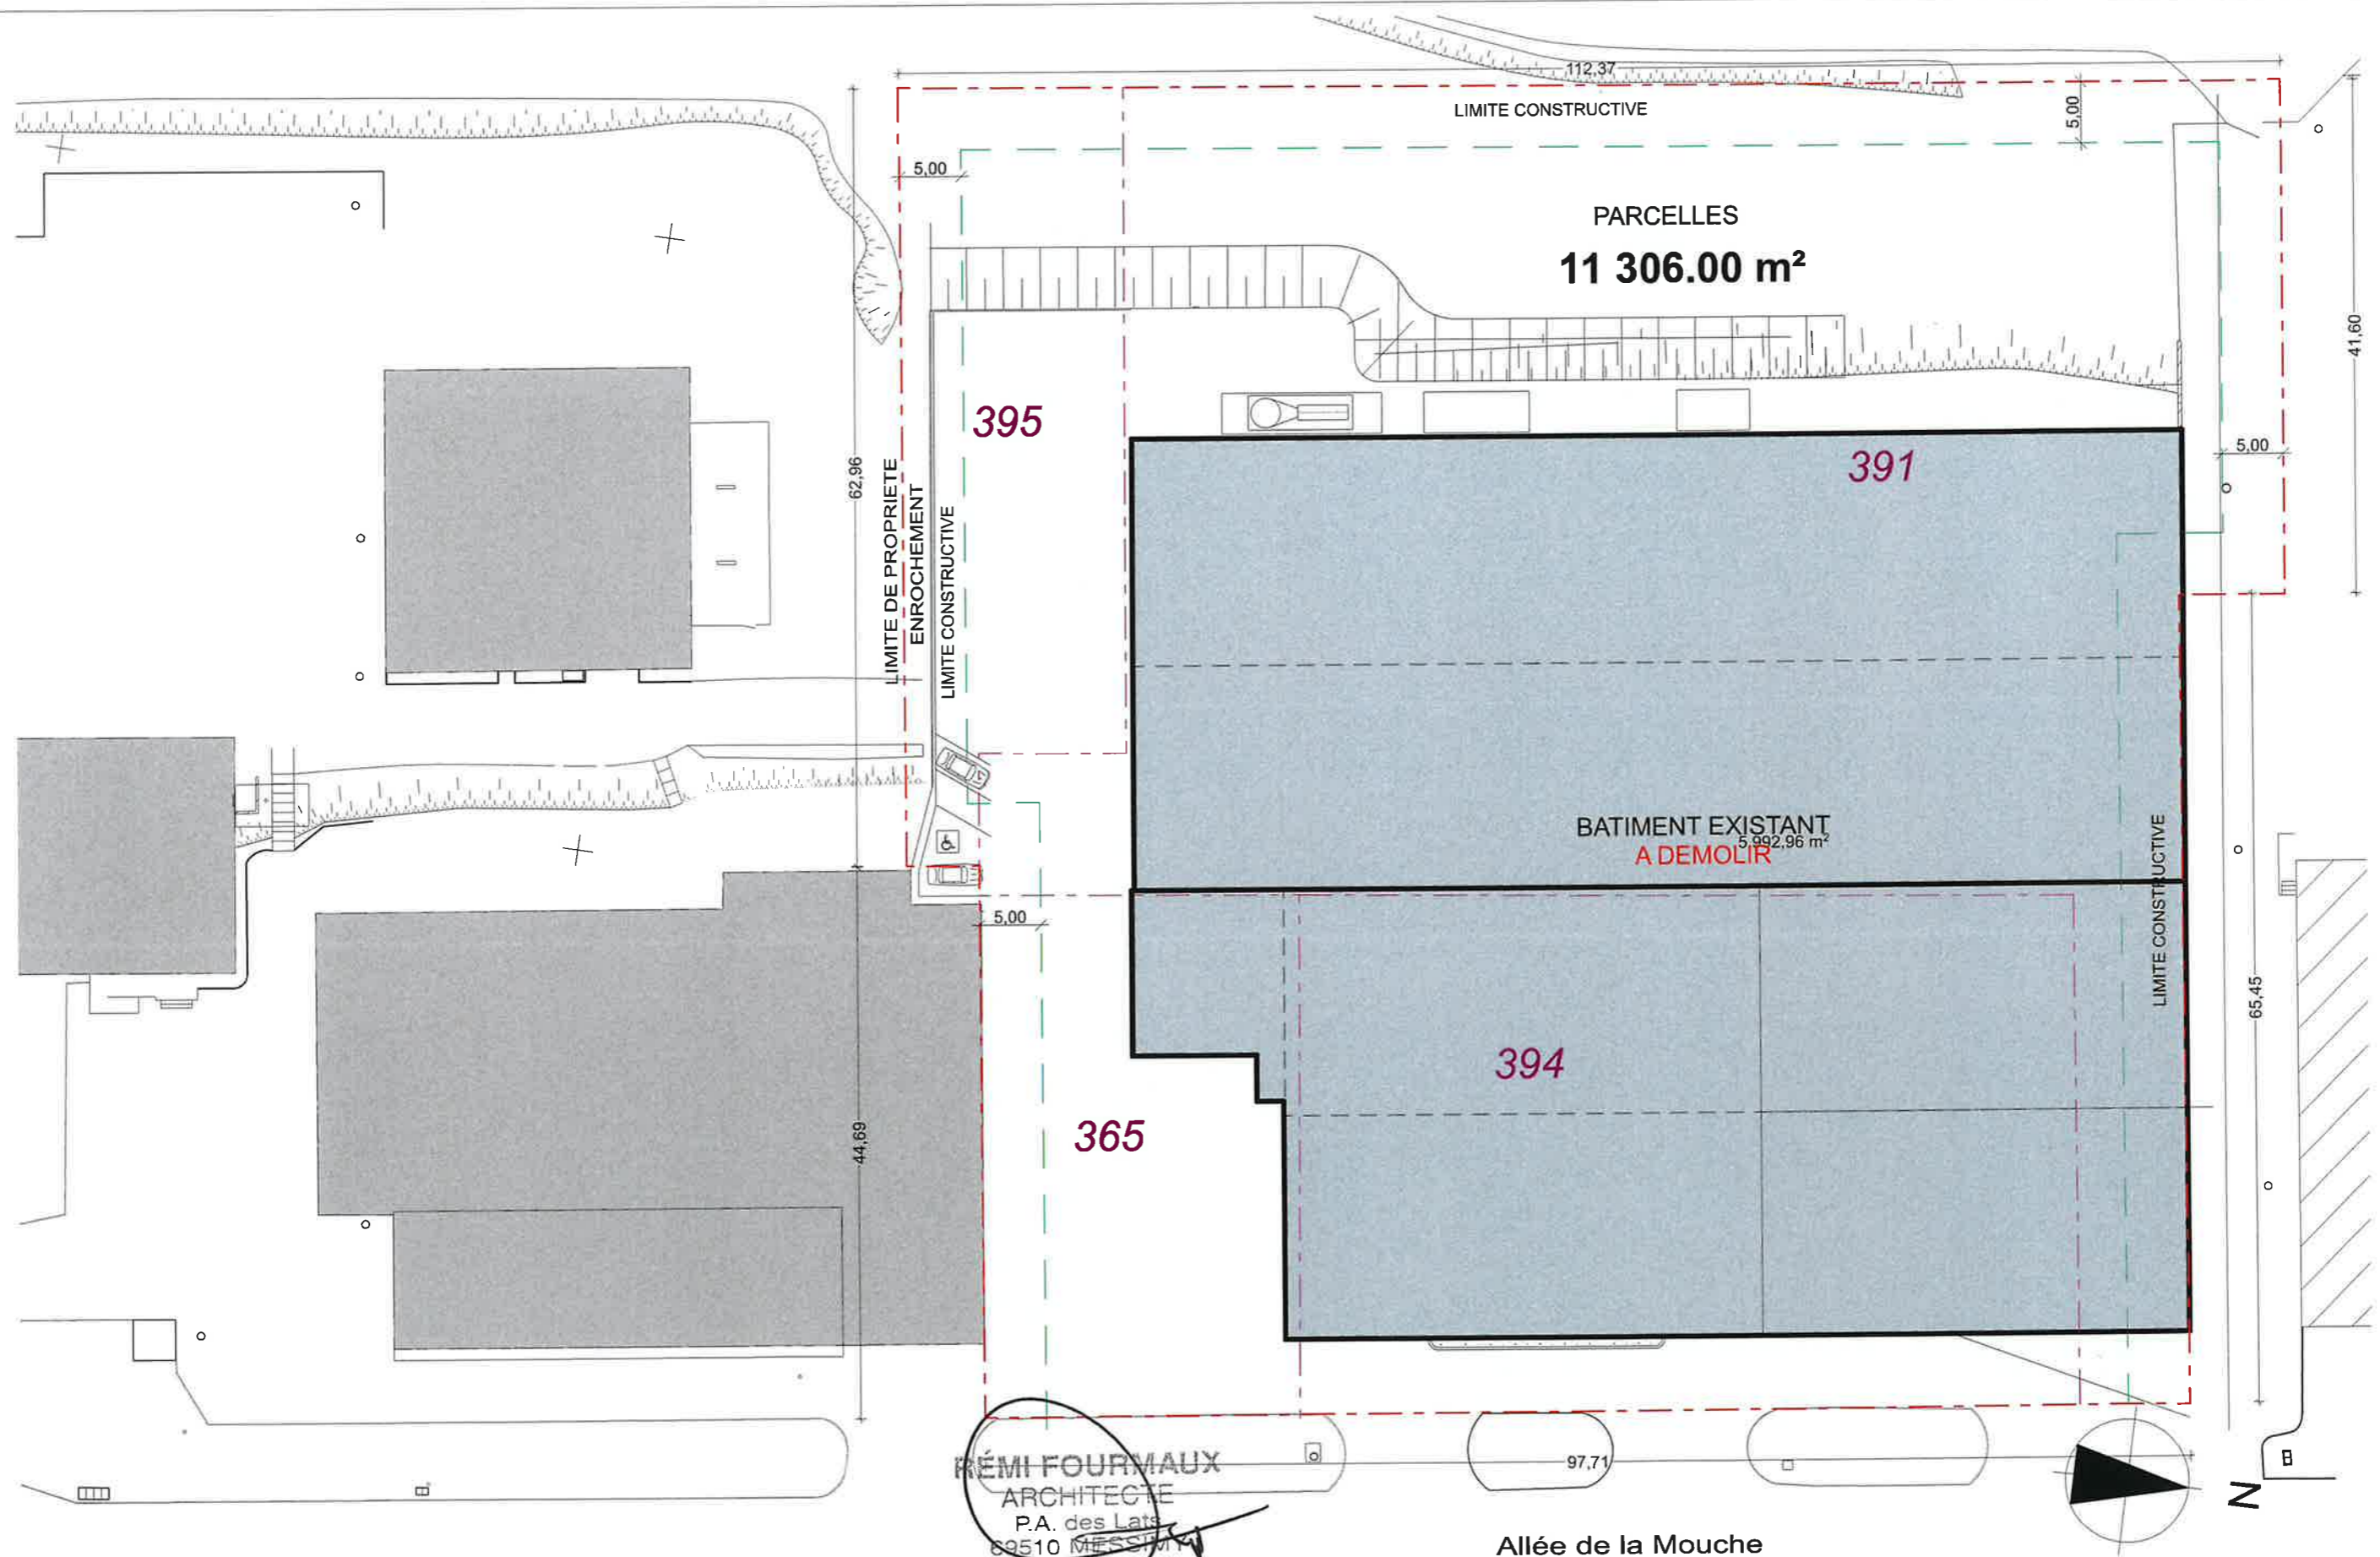 112,37
LIMITE CONSTRUCTIVE
5,00
5,00
PARCELLES
11 306.00 m²
41,60
395
391
5,00
62,96
LIMITE DE PROPRIETE
ENROCHEMENT
LIMITE CONSTRUCTIVE
BATIMENT EXISTANT
5.992,96 m²
A DEMOLIR
LIMITE CONSTRUCTIVE
5,00
65,45
394
365
44,69
97,71
RÉMI FOURMAUX
ARCHITECTE
P.A. des Lats
69510 MESSIMY
N
Allée de la Mouche